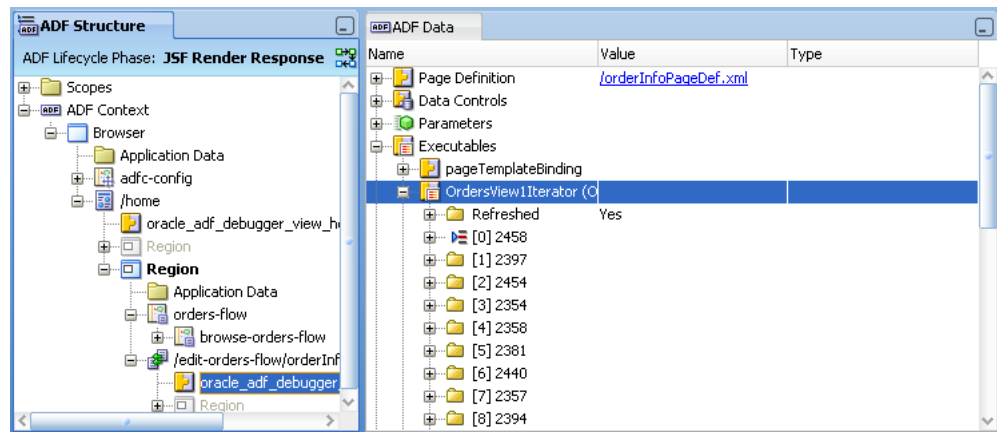 ADF Structure
ADF Lifecycle Phase: JSF Render Response
Scopes
ADF ADF Context
Browser
Application Data
adfc-config
/home
oracle_adf_debugger_view_h
Region
Region
Application Data
orders-flow
browse-orders-flow
/edit-orders-flow/orderInf
oracle_adf_debugger_
Region
ADF ADF Data
Name Value Type
Page Definition /orderInfoPageDef.xml
Data Controls
Parameters
Executables
pageTemplateBinding
OrdersView1Iterator (O
Refreshed Yes
[0] 2458
[1] 2397
[2] 2454
[3] 2354
[4] 2358
[5] 2381
[6] 2440
[7] 2357
[8] 2394